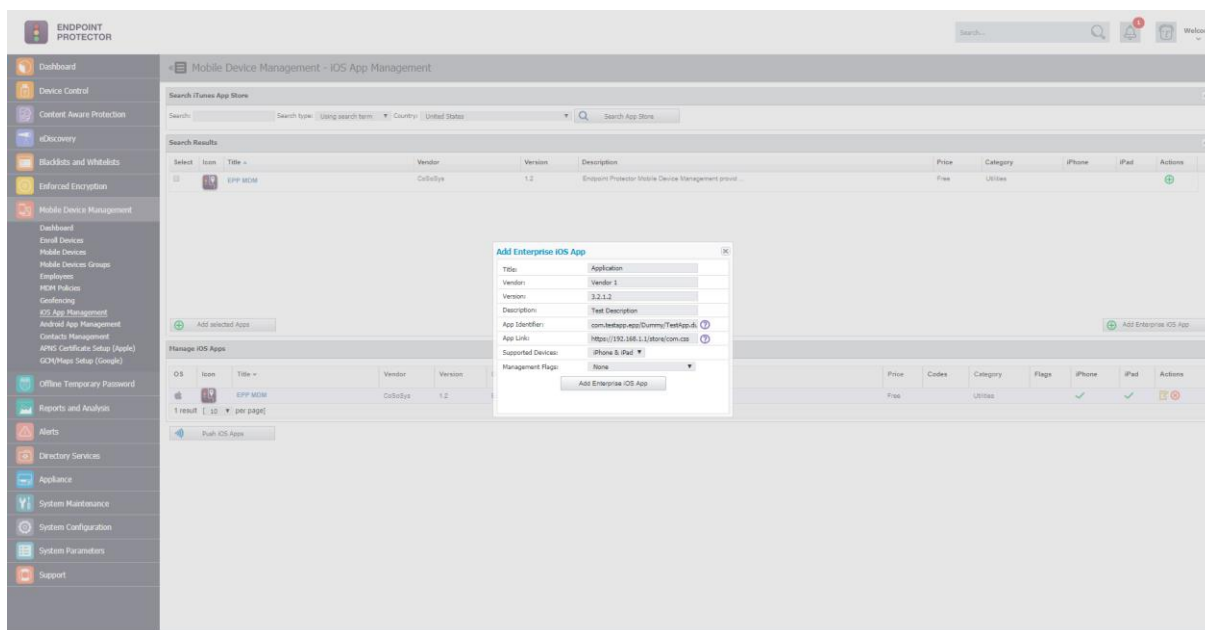 ENDPOINT
PROTECTOR
Search...
1
Welco
Dashboard
Device Control
Content Aware Protection
eDiscovery
Blacklists and Whitelists
Enforced Encryption
Mobile Device Management
Dashboard
Enroll Devices
Mobile Devices
Mobile Devices Groups
Employees
MDM Policies
Geofencing
iOS App Management
Android App Management
Contacts Management
APNS Certificate Setup (Apple)
GCM/Maps Setup (Google)
Offline Temporary Password
Reports and Analysis
Alerts
Directory Services
Appliance
System Maintenance
System Configuration
System Parameters
Support
Mobile Device Management - iOS App Management
Search iTunes App Store
Search: Search type: Using search term Country: United States Search App Store
Search Results
Select Icon Title Vendor Version Description Price Category iPhone iPad Actions
EPP MDM CoSoSys 1.2 Endpoint Protector Mobile Device Management provid... Free Utilities
Add selected Apps Add Enterprise iOS App
Manage iOS Apps
OS Icon Title Vendor Version Price Codes Category Flags iPhone iPad Actions
EPP MDM CoSoSys 1.2 Free Utilities
1 result [ 10 per page]
Push iOS Apps
Add Enterprise iOS App
Title: Application
Vendor: Vendor 1
Version: 3.2.1.2
Description: Test Description
App Identifier: com.testapp.epp/Dummy/TestApp.du
App Link: https://192.168.1.1/store/com.css
Supported Devices: iPhone & iPad
Management Flags: None
Add Enterprise iOS App